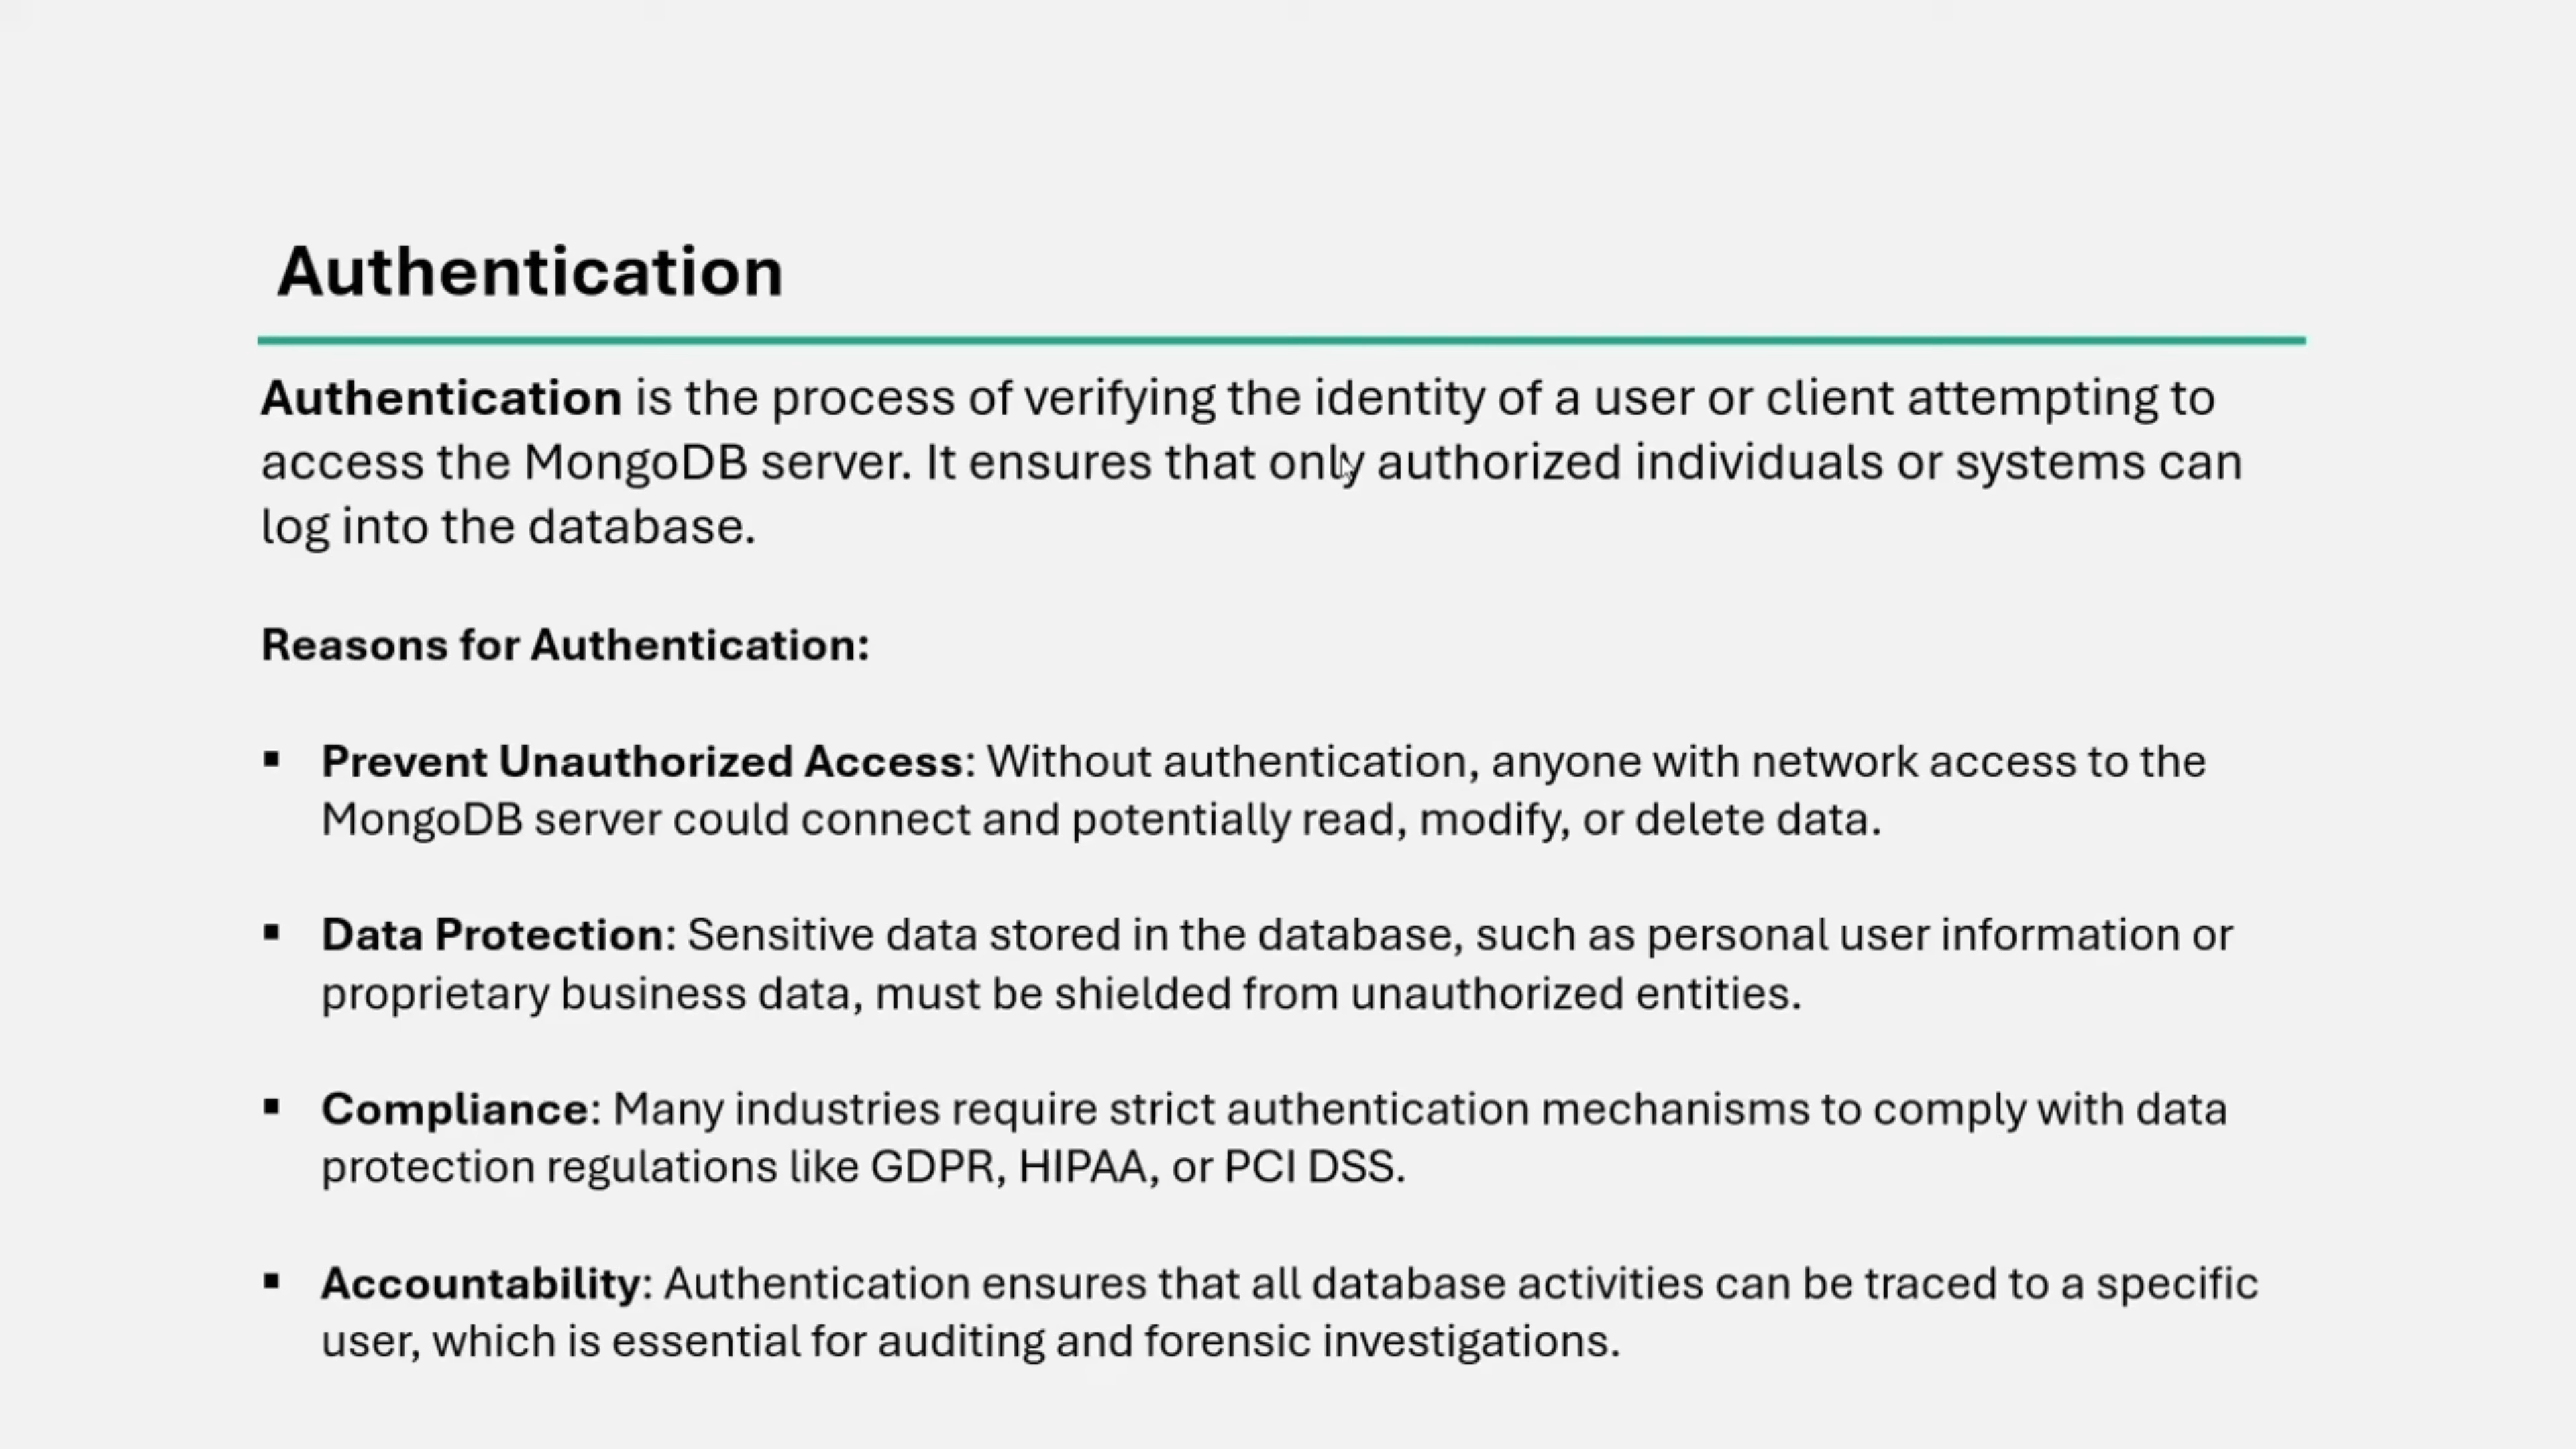 Authentication
Authentication is the process of verifying the identity of a user or client attempting to
access the MongoDB server. It ensures that only authorized individuals or systems can
log into the database.
Reasons for Authentication:
▪ Prevent Unauthorized Access: Without authentication, anyone with network access to the
MongoDB server could connect and potentially read, modify, or delete data.
▪ Data Protection: Sensitive data stored in the database, such as personal user information or
proprietary business data, must be shielded from unauthorized entities.
▪ Compliance: Many industries require strict authentication mechanisms to comply with data
protection regulations like GDPR, HIPAA, or PCI DSS.
▪ Accountability: Authentication ensures that all database activities can be traced to a specific
user, which is essential for auditing and forensic investigations.